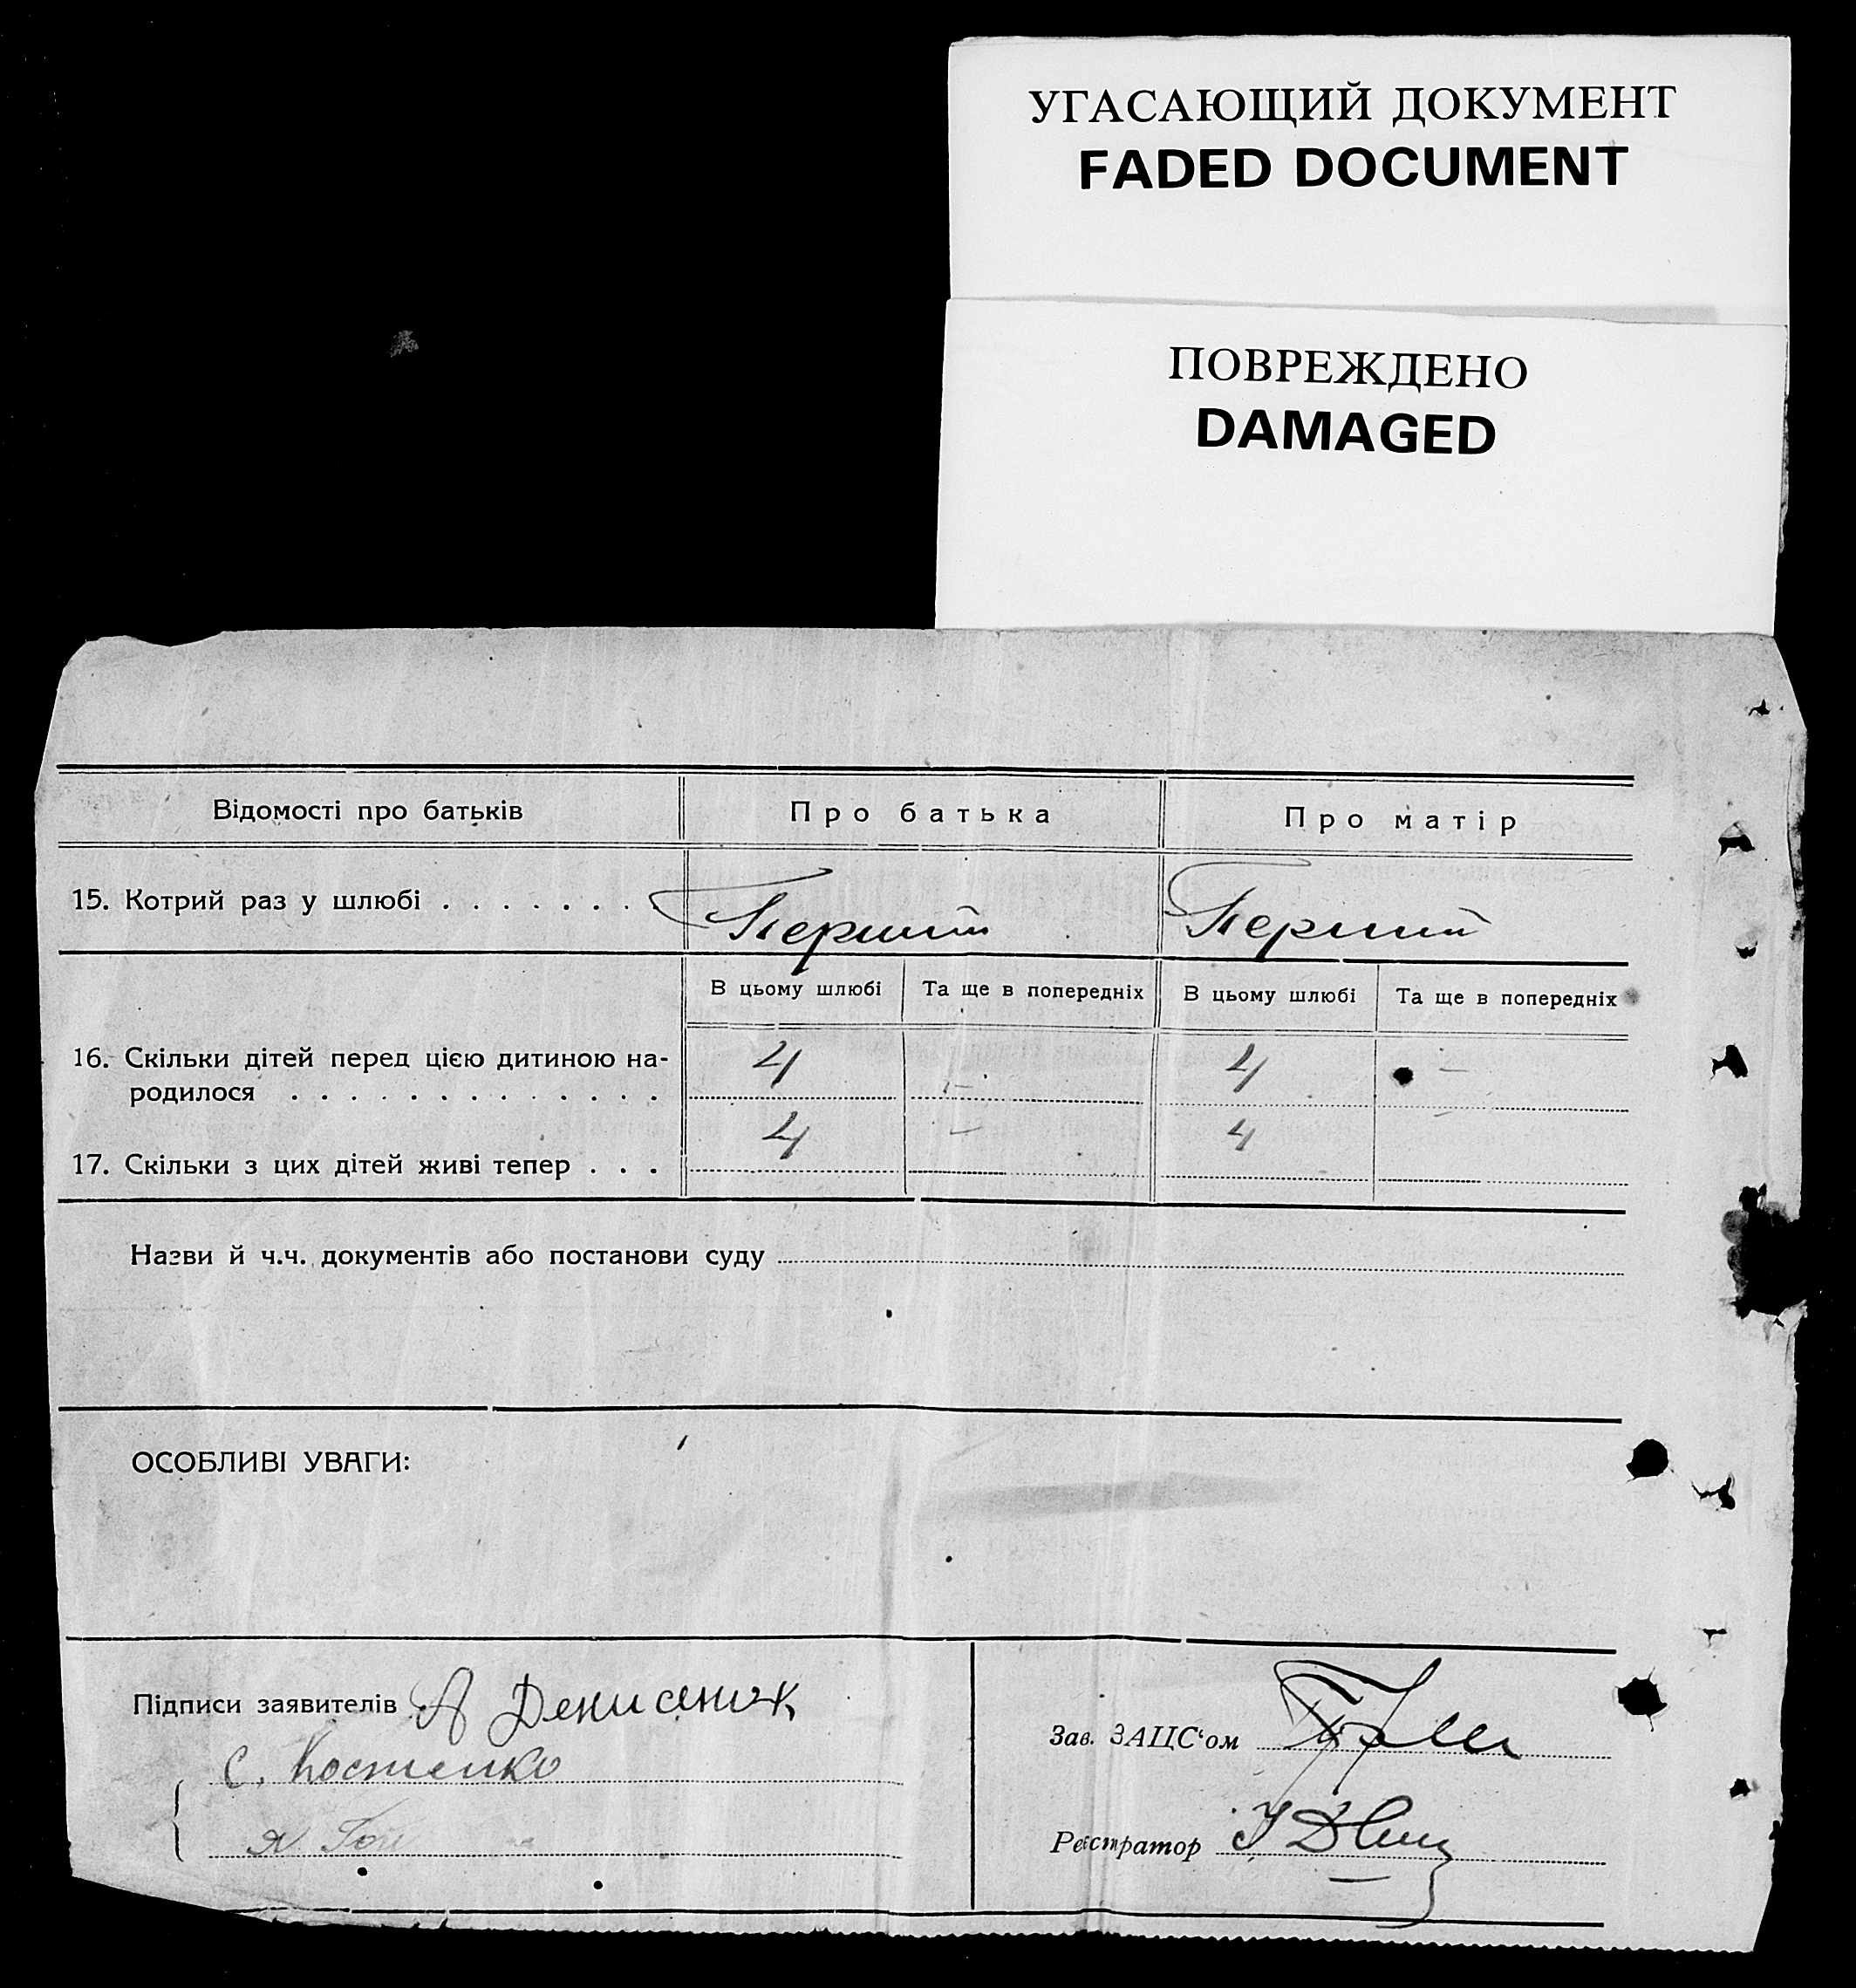 УГАСАЮЩИЙ ДОКУМЕНТ
FADED DOCUMENT
ПОВРЕЖДЕНО
DAMAGED
Відомості про батьків Про батька Про матір
15. Котрий раз у шлюбі . . . . . . . Перший Перший
В цьому шлюбі Та ще в попередніх В цьому шлюбі Та ще в попередніх
16. Скільки дітей перед цією дитиною на-
родилося . . . . . . . . . . . . . 4 — 4 —
17. Скільки з цих дітей живі тепер . . . 4 — 4 —
Назви й ч.ч. документів або постанови суду
ОСОБЛИВІ УВАГИ:
Підписи заявителів А Денисенк
С. Костенко
Зав. ЗАЦС‘ом
Реєстратор